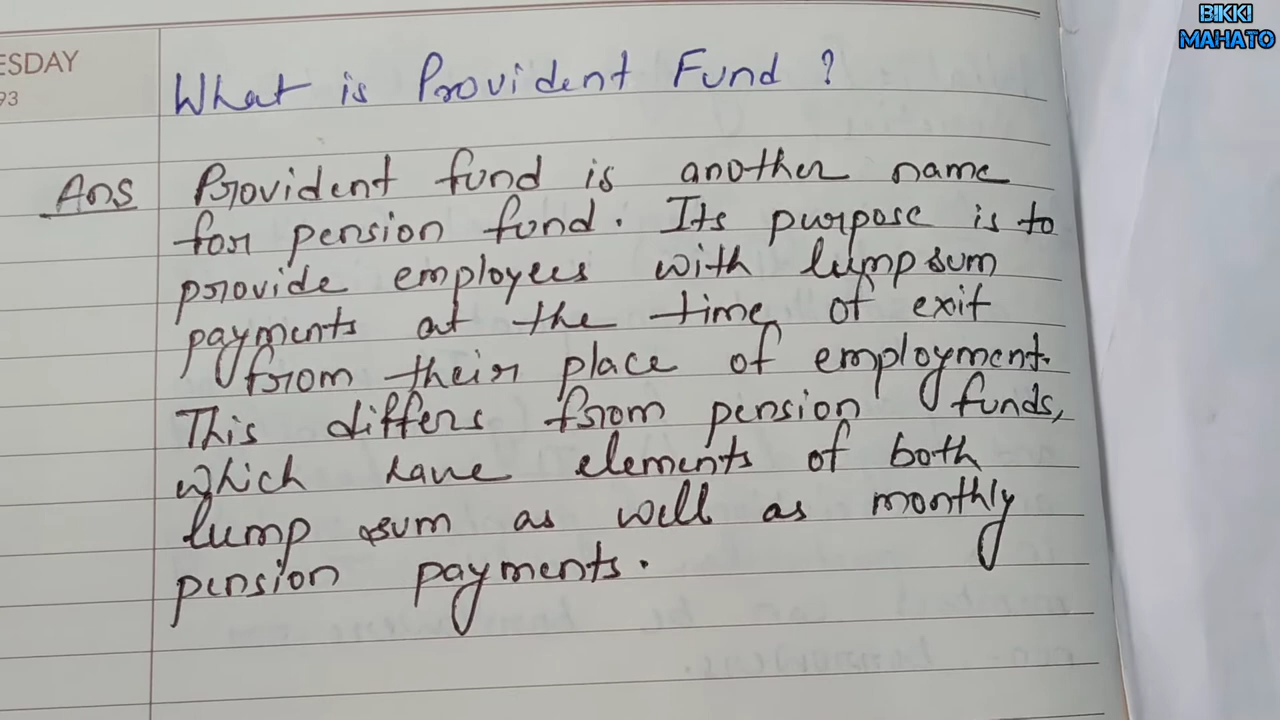 BIKKI
MAHATO
ESDAY
93
What is Provident Fund ?
Ans Provident fund is another name
for pension fund. Its purpose is to
provide employees with lump sum
payments at the time of exit
from their place of employment.
This differs from pension funds,
which have elements of both
lump sum as well as monthly
pension payments.